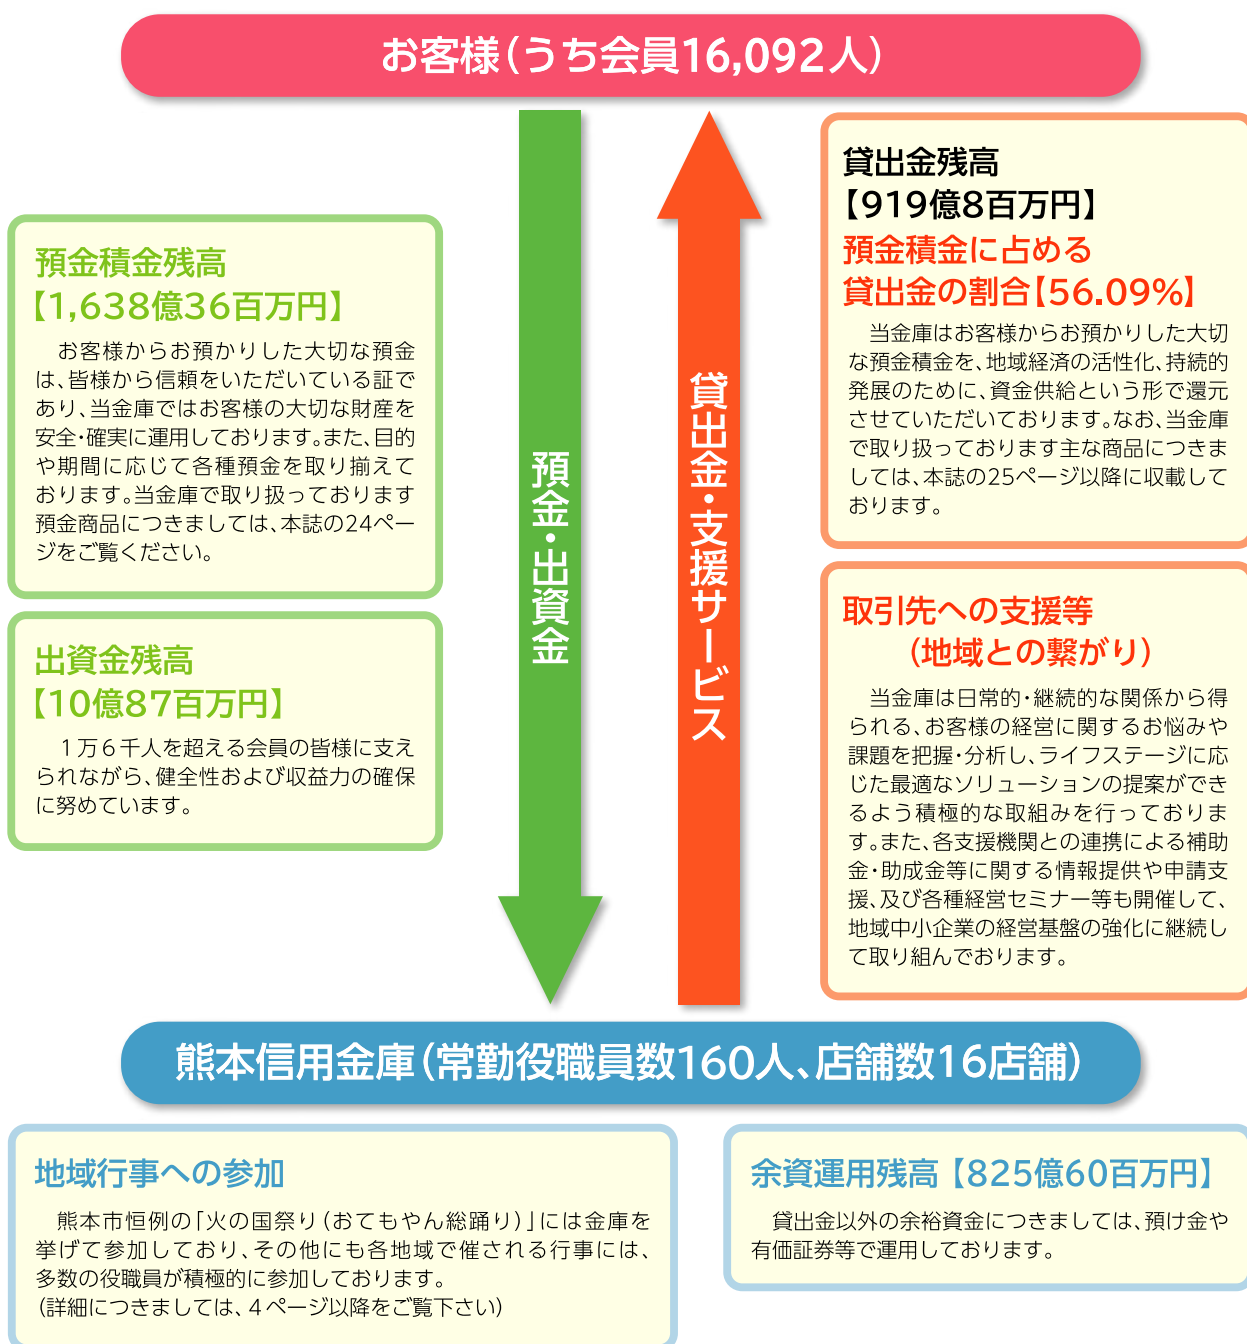 お客様(うち会員16,092人)
預金積金残高
【1,638億36百万円】
お客様からお預かりした大切な預金
は、皆様から信頼をいただいている証で
あり、当金庫ではお客様の大切な財産を
安全・確実に運用しております。また、目的
や期間に応じて各種預金を取り揃えて
おります。当金庫で取り扱っております
預金商品につきましては、本誌の24ペー
ジをご覧ください。
出資金残高
【10億87百万円】
1万6千人を超える会員の皆様に支え
られながら、健全性および収益力の確保
に努めています。
預金・出資金
貸出金・支援サービス
貸出金残高
【919億8百万円】
預金積金に占める
貸出金の割合【56.09%】
当金庫はお客様からお預かりした大切
な預金積金を、地域経済の活性化、持続的
発展のために、資金供給という形で還元
させていただいております。なお、当金庫
で取り扱っております主な商品につきま
しては、本誌の25ページ以降に収載して
おります。
取引先への支援等
(地域との繋がり)
当金庫は日常的・継続的な関係から得
られる、お客様の経営に関するお悩みや
課題を把握・分析し、ライフステージに応
じた最適なソリューションの提案ができ
るよう積極的な取組みを行っておりま
す。また、各支援機関との連携による補助
金・助成金等に関する情報提供や申請支
援、及び各種経営セミナー等も開催して、
地域中小企業の経営基盤の強化に継続し
て取り組んでおります。
熊本信用金庫(常勤役職員数160人、店舗数16店舗)
地域行事への参加
熊本市恒例の「火の国祭り(おてもやん総踊り)」には金庫を
挙げて参加しており、その他にも各地域で催される行事には、
多数の役職員が積極的に参加しております。
(詳細につきましては、4ページ以降をご覧下さい)
余資運用残高【825億60百万円】
貸出金以外の余裕資金につきましては、預け金や
有価証券等で運用しております。